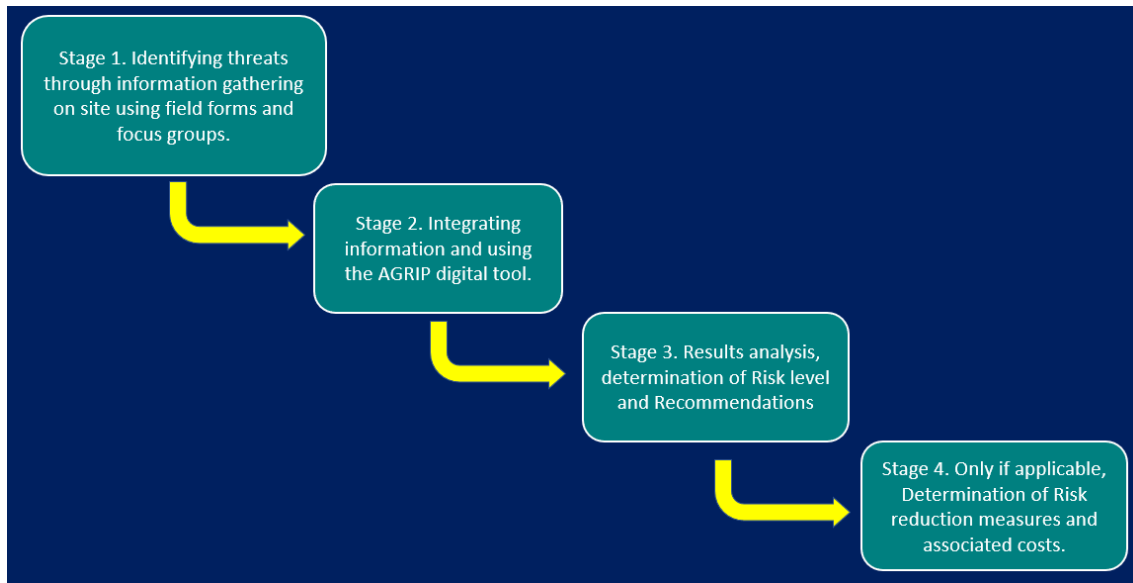 Stage 1. Identifying threats
through information gathering
on site using field forms and
focus groups.
Stage 2. Integrating
information and using
the AGRIP digital tool.
Stage 3. Results analysis,
determination of Risk level
and Recommendations
Stage 4. Only if applicable,
Determination of Risk
reduction measures and
associated costs.